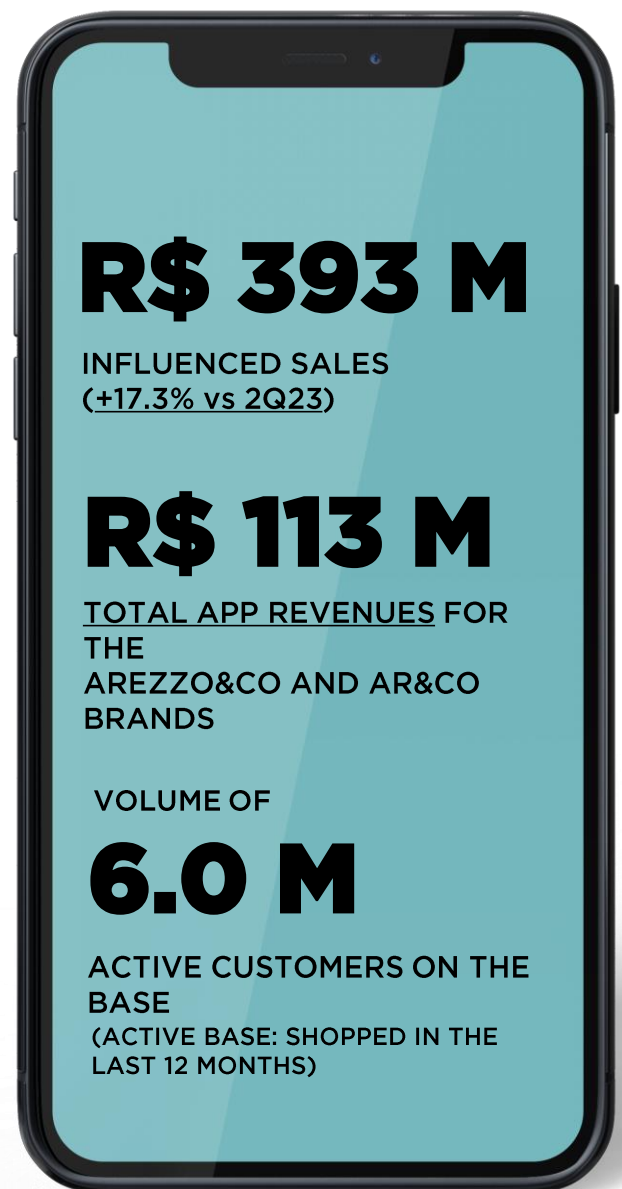 R$ 393 M
INFLUENCED SALES
(+17.3% vs 2Q23)
R$ 113 M
TOTAL APP REVENUES FOR
THE
AREZZO&CO AND AR&CO
BRANDS
VOLUME OF
6.0 M
ACTIVE CUSTOMERS ON THE
BASE
(ACTIVE BASE: SHOPPED IN THE
LAST 12 MONTHS)